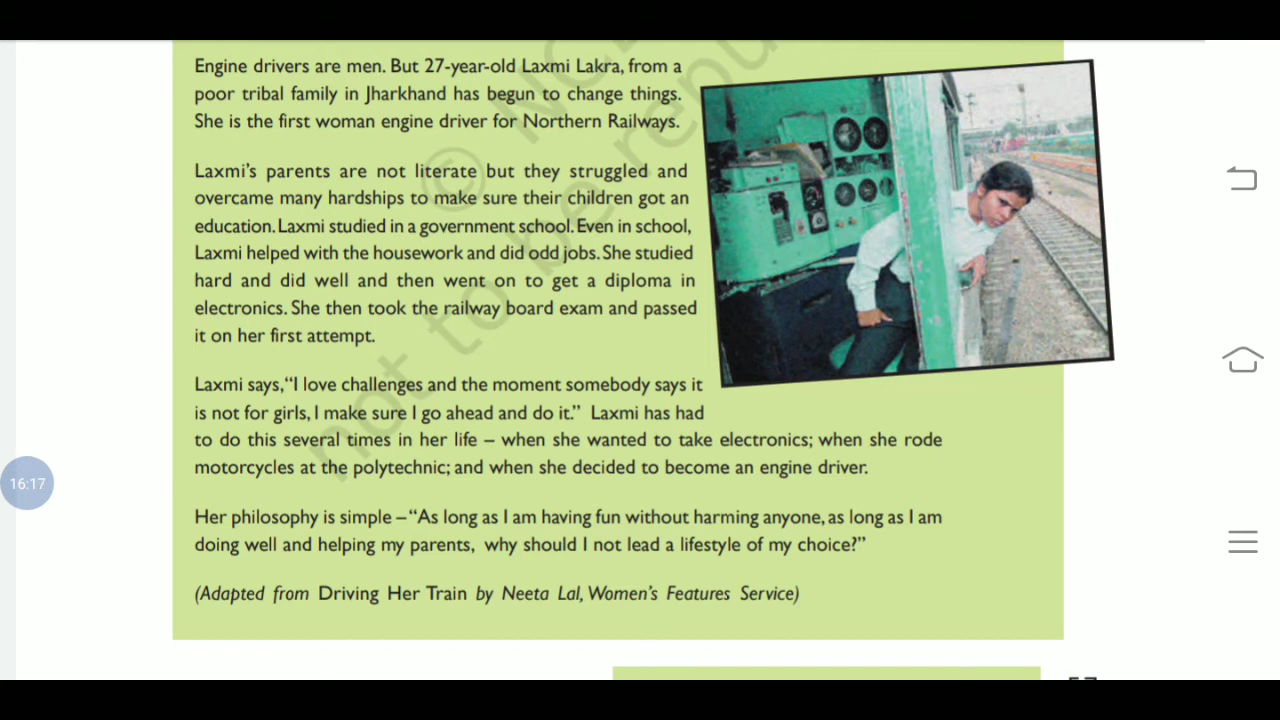 Engine drivers are men. But 27-year-old Laxmi Lakra, from a
poor tribal family in Jharkhand has begun to change things.
She is the first woman engine driver for Northern Railways.
Laxmi's parents are not literate but they struggled and
overcame many hardships to make sure their children got an
education. Laxmi studied in a government school. Even in school,
Laxmi helped with the housework and did odd jobs. She studied
hard and did well and then went on to get a diploma in
electronics. She then took the railway board exam and passed
it on her first attempt.
Laxmi says, “I love challenges and the moment somebody says it
is not for girls, I make sure I go ahead and do it.” Laxmi has had
to do this several times in her life – when she wanted to take electronics; when she rode
motorcycles at the polytechnic; and when she decided to become an engine driver.
Her philosophy is simple – “As long as I am having fun without harming anyone, as long as I am
doing well and helping my parents, why should I not lead a lifestyle of my choice?”
(Adapted from Driving Her Train by Neeta Lal, Women's Features Service)
16:17
not to be repu